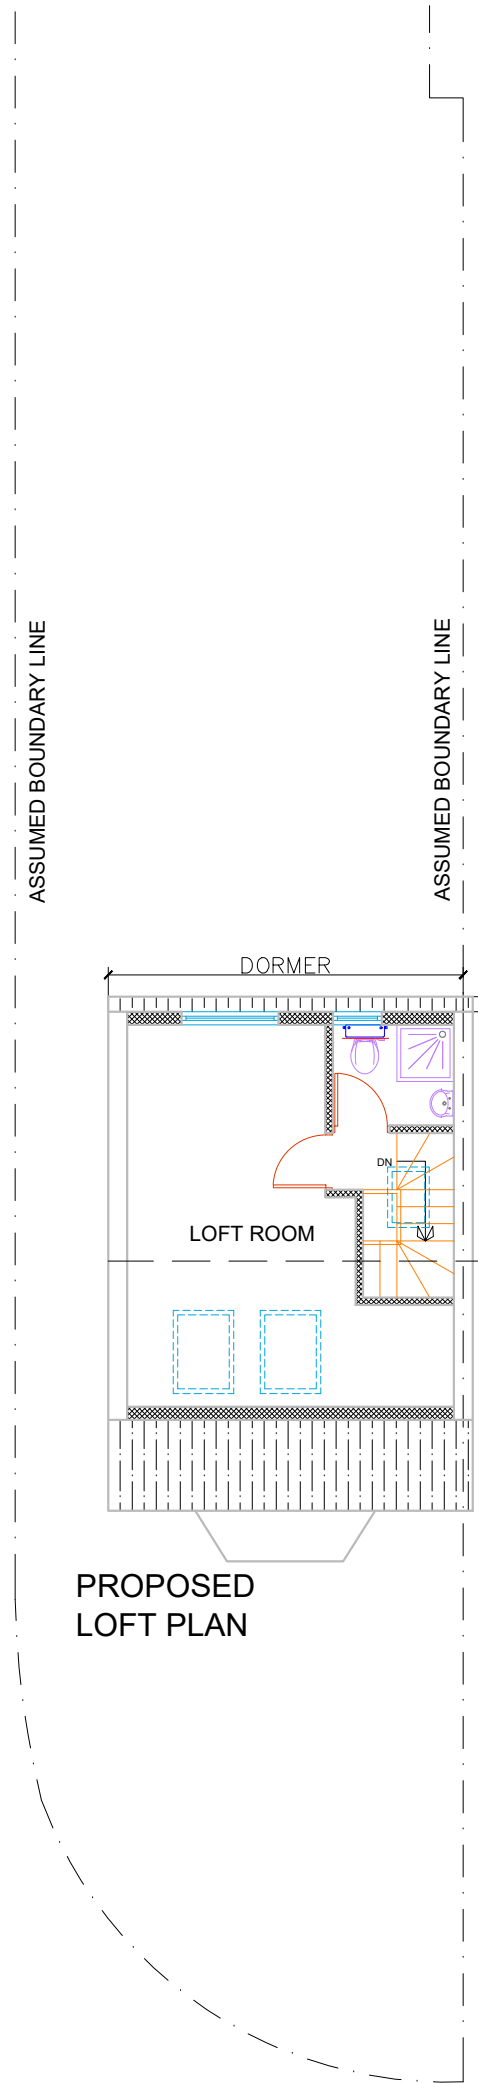 ASSUMED BOUNDARY LINE
ASSUMED BOUNDARY LINE
DORMER
DN
LOFT ROOM
PROPOSED
LOFT PLAN